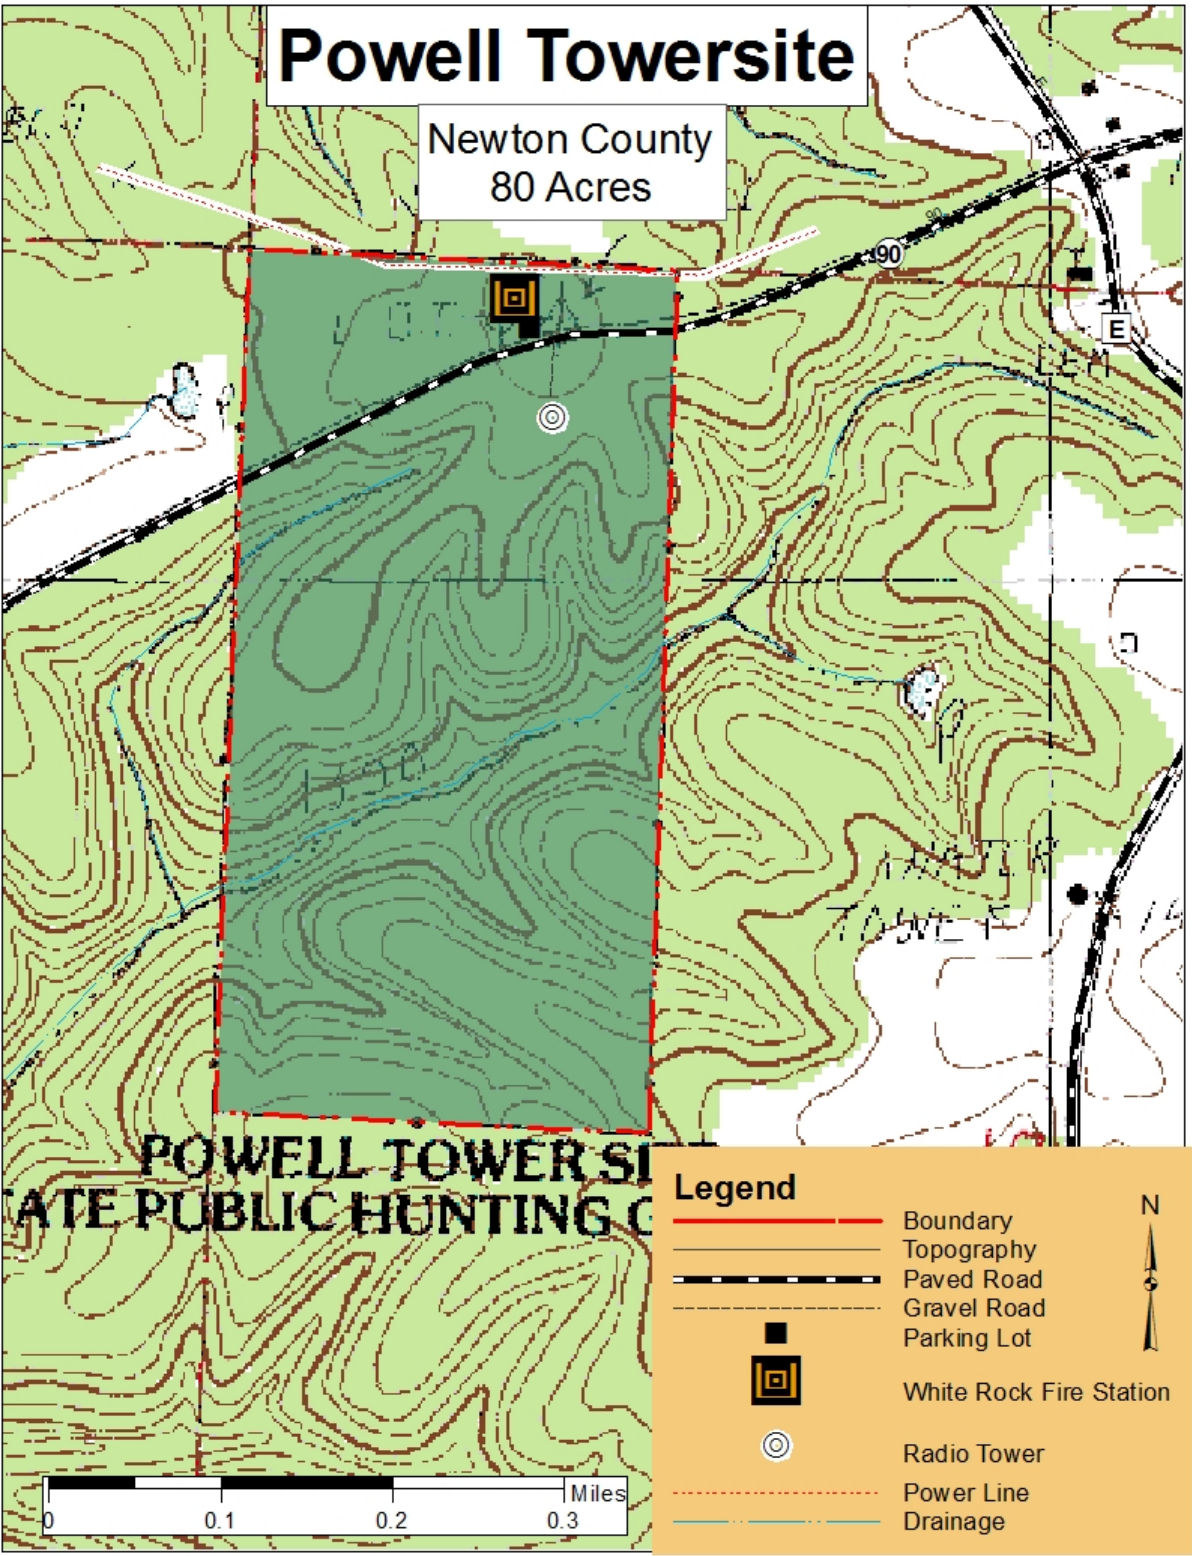 Powell Towersite
Newton County
80 Acres
90
90
E
POWELL TOWER SI
ATE PUBLIC HUNTING G
Legend
N
Boundary
Topography
Paved Road
Gravel Road
Parking Lot
White Rock Fire Station
Radio Tower
Power Line
Drainage
Miles
0 0.1 0.2 0.3